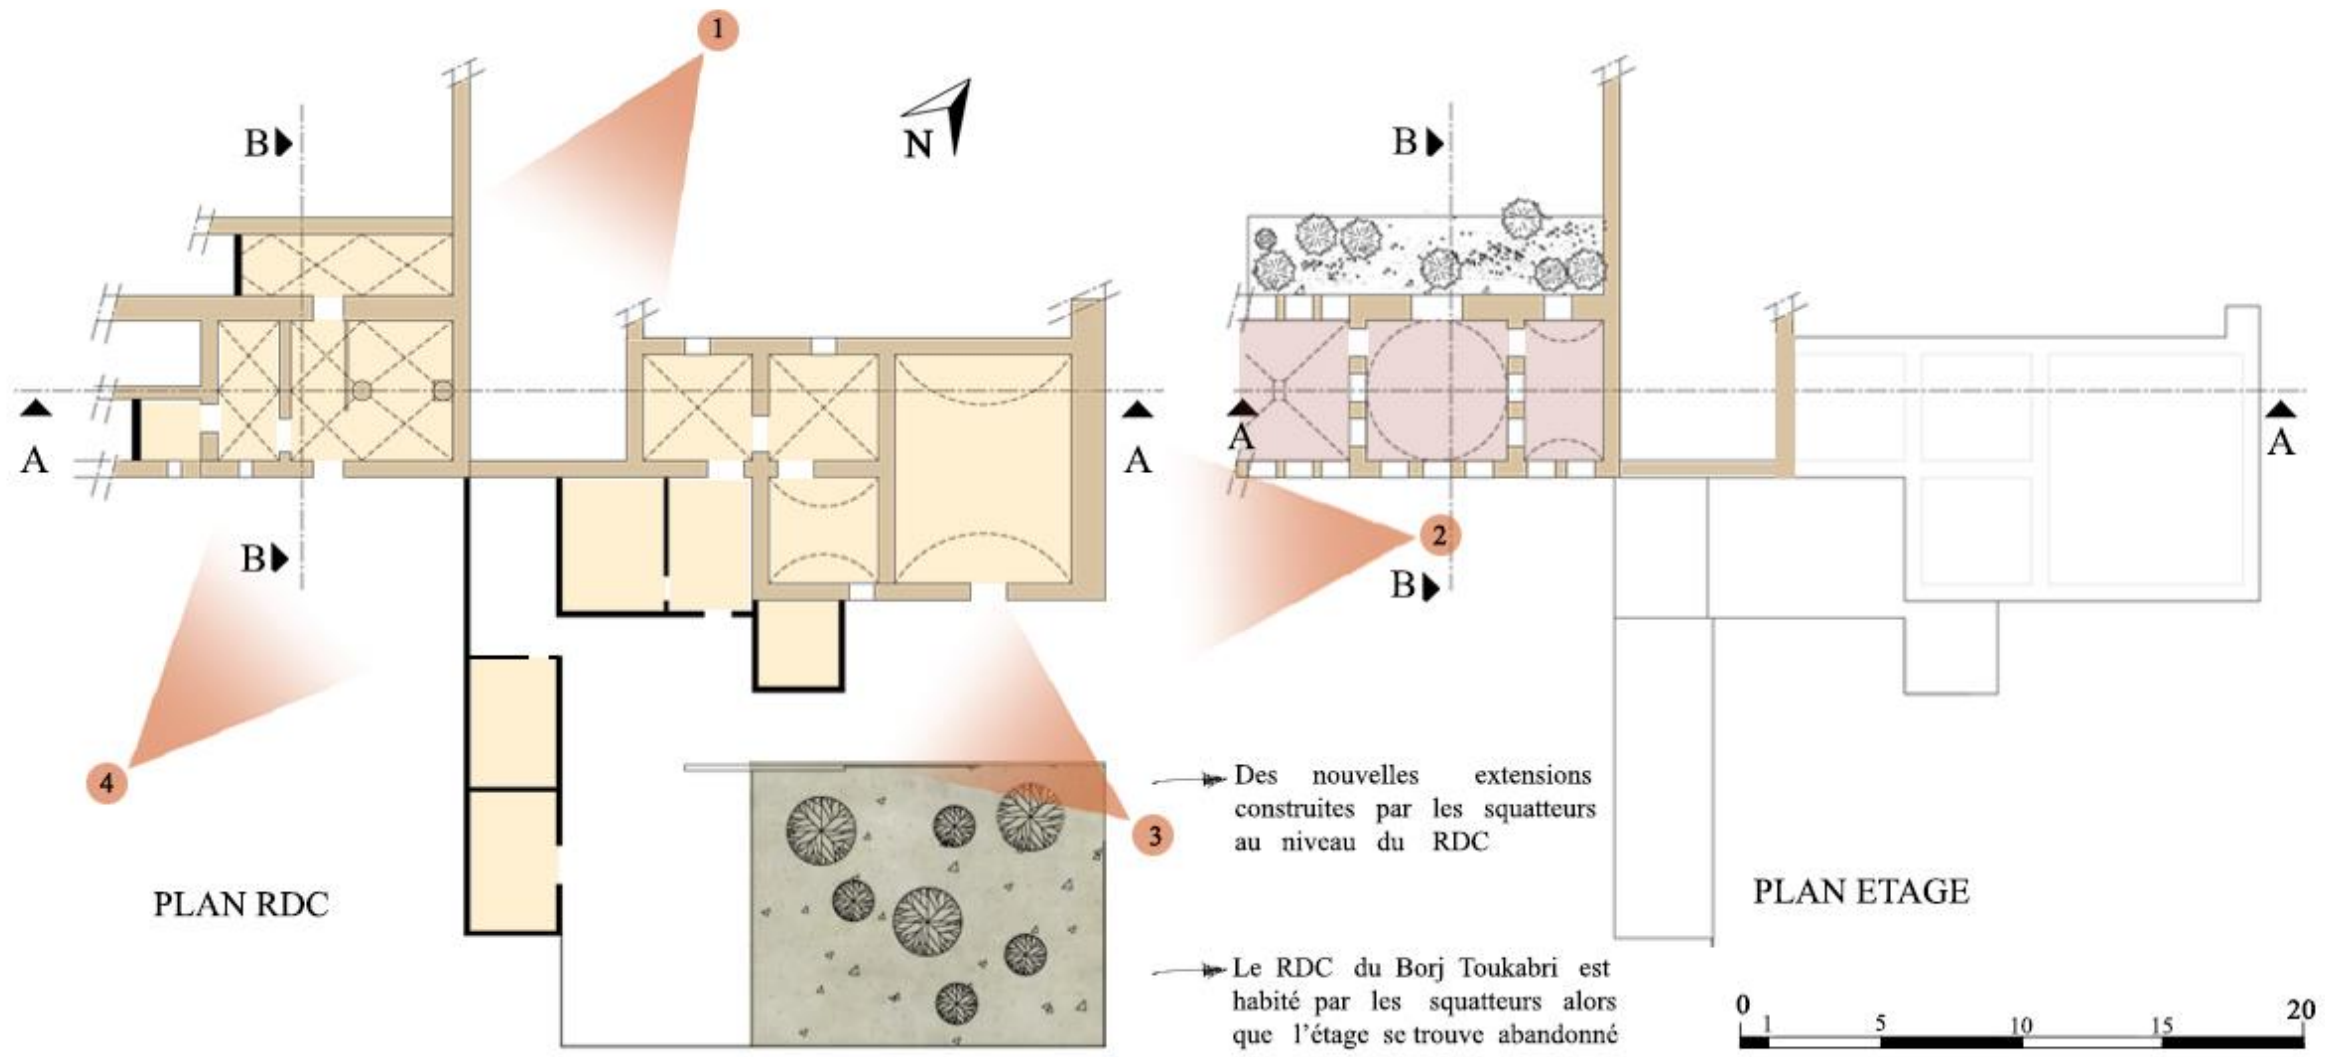 1
B
B
N
A
A
A
A
2
B
B
4
3
Des nouvelles extensions
construites par les squatteurs
au niveau du RDC
PLAN RDC
PLAN ETAGE
Le RDC du Borj Toukabri est
habité par les squatteurs alors
que l'étage se trouve abandonné
0 1 5 10 15 20